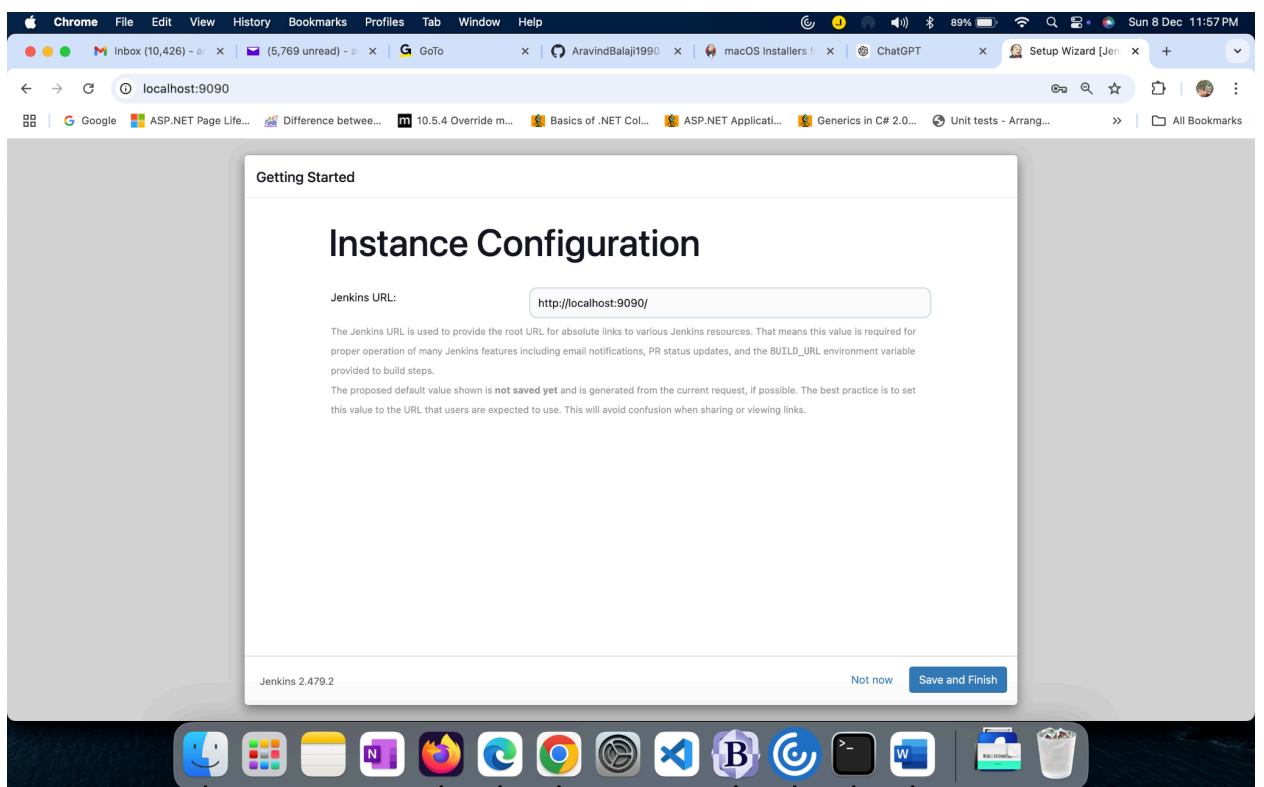 Chrome File Edit View History Bookmarks Profiles Tab Window Help 89% Sun 8 Dec 11:57 PM
Inbox (10,426) - ar (5,769 unread) - a GoTo AravindBalaji1990 macOS Installers f ChatGPT Setup Wizard [Jen
localhost:9090
Google ASP.NET Page Life... Difference betwee... 10.5.4 Override m... Basics of .NET Col... ASP.NET Applicati... Generics in C# 2.0... Unit tests - Arrang... » All Bookmarks
Getting Started
Instance Configuration
Jenkins URL: http://localhost:9090/
The Jenkins URL is used to provide the root URL for absolute links to various Jenkins resources. That means this value is required for
proper operation of many Jenkins features including email notifications, PR status updates, and the BUILD_URL environment variable
provided to build steps.
The proposed default value shown is not saved yet and is generated from the current request, if possible. The best practice is to set
this value to the URL that users are expected to use. This will avoid confusion when sharing or viewing links.
Jenkins 2.479.2 Not now Save and Finish